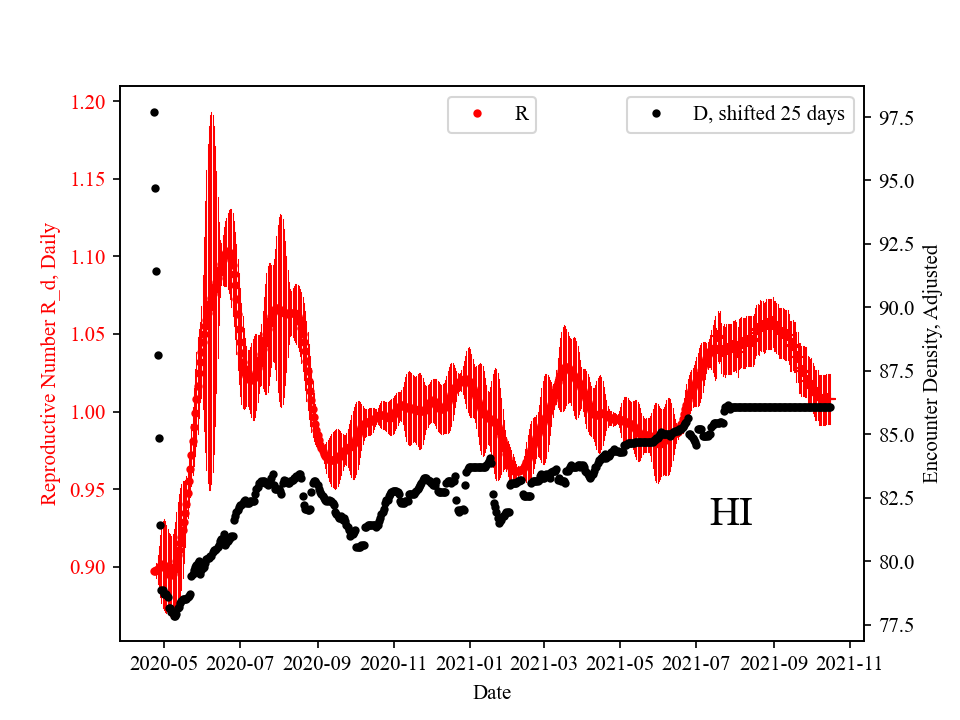 R
D, shifted 25 days
Reproductive Number R_d, Daily
1.20
1.15
1.10
1.05
1.00
0.95
0.90
97.5
95.0
92.5
90.0
87.5
85.0
82.5
80.0
77.5
Encounter Density, Adjusted
HI
2020-05 2020-07 2020-09 2020-11 2021-01 2021-03 2021-05 2021-07 2021-09 2021-11
Date